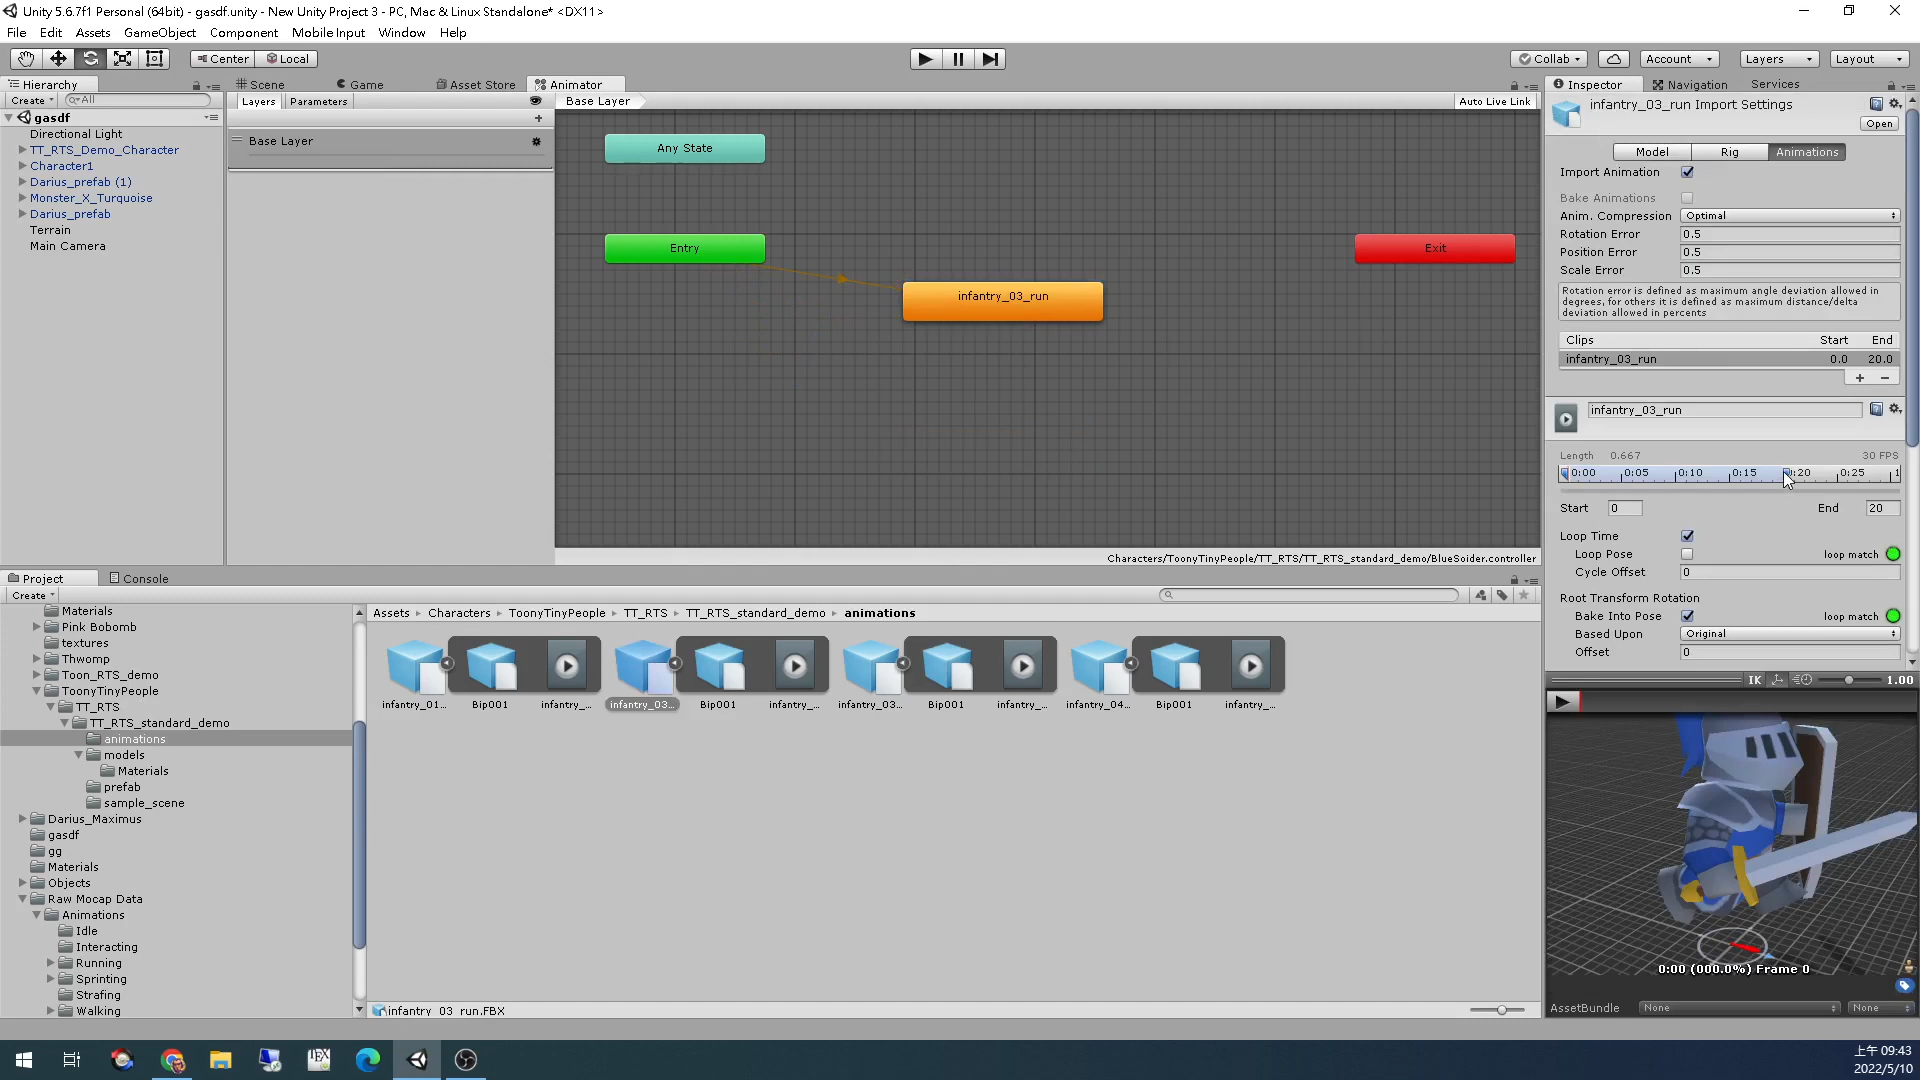 Unity 5.6.7f1 Personal (64bit) - gasdf.unity - New Unity Project 3 - PC, Mac & Linux Standalone* <DX11>
File Edit Assets GameObject Component Mobile Input Window Help
Center Local Collab Account Layers Layout
Hierarchy
Create All
gasdf
Directional Light
TT_RTS_Demo_Character
Character1
Darius_prefab (1)
Monster_X_Turquoise
Darius_prefab
Terrain
Main Camera
Scene Game Asset Store Animator
Layers Parameters
Base Layer Auto Live Link
Base Layer
Any State
Entry
Exit
infantry_03_run
Characters/ToonyTinyPeople/TT_RTS/TT_RTS_standard_demo/BlueSoider.controller
Inspector Navigation Services
infantry_03_run Import Settings
Open
Model Rig Animations
Import Animation
Bake Animations
Anim. Compression Optimal
Rotation Error 0.5
Position Error 0.5
Scale Error 0.5
Rotation error is defined as maximum angle deviation allowed in
degrees, for others it is defined as maximum distance/delta
deviation allowed in percents
Clips Start End
infantry_03_run 0.0 20.0
+ -
infantry_03_run
Length 0.667 30 FPS
0:00 0:05 0:10 0:15 0:20 0:25 1
Start 0 End 20
Loop Time
Loop Pose loop match
Cycle Offset 0
Root Transform Rotation
Bake Into Pose loop match
Based Upon Original
Offset 0
IK 1.00
0:00 (000.0%) Frame 0
AssetBundle None None
Project Console
Create
Materials
Pink Bobomb
textures
Thwomp
Toon_RTS_demo
ToonyTinyPeople
TT_RTS
TT_RTS_standard_demo
animations
models
Materials
prefab
sample_scene
Darius_Maximus
gasdf
gg
Materials
Objects
Raw Mocap Data
Animations
Idle
Interacting
Running
Sprinting
Strafing
Walking
Assets Characters ToonyTinyPeople TT_RTS TT_RTS_standard_demo animations
infantry_01... Bip001 infantry_... infantry_03... Bip001 infantry_... infantry_03... Bip001 infantry_... infantry_04... Bip001 infantry_...
infantry_03_run.FBX
TEX
上午 09:43
2022/5/10